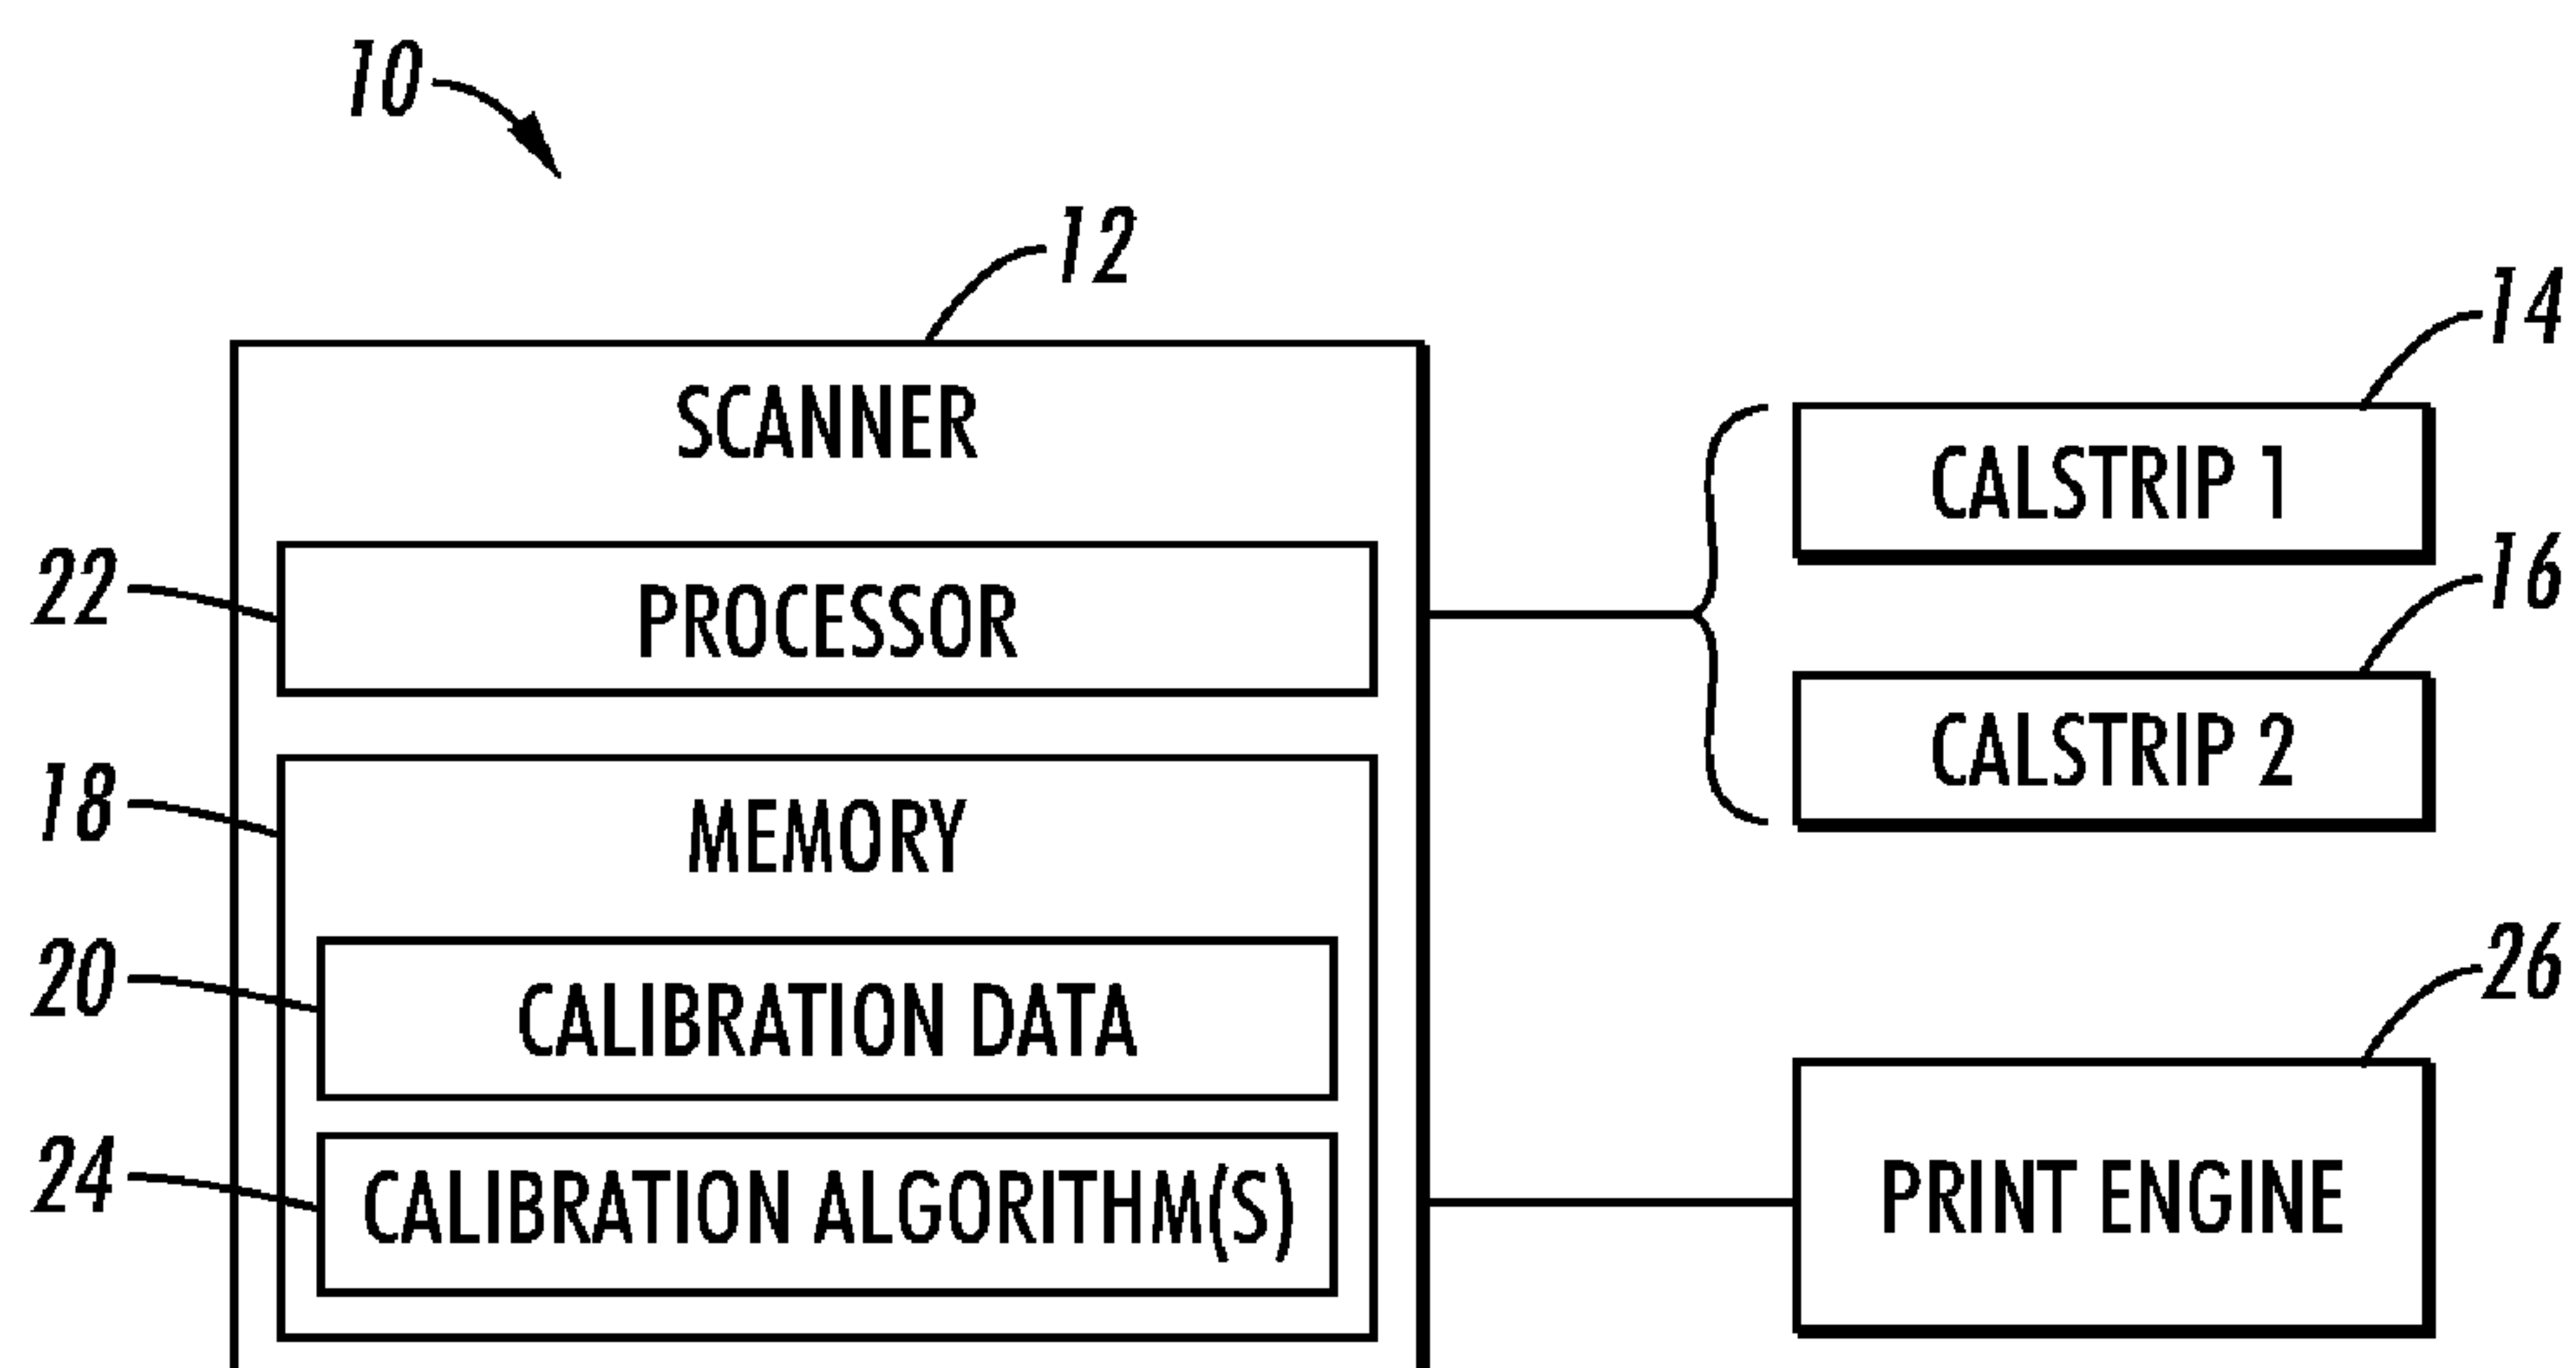 10
12
SCANNER
14
CALSTRIP 1
22
PROCESSOR
16
CALSTRIP 2
18
MEMORY
20
CALIBRATION DATA
26
24
CALIBRATION ALGORITHM(S)
PRINT ENGINE